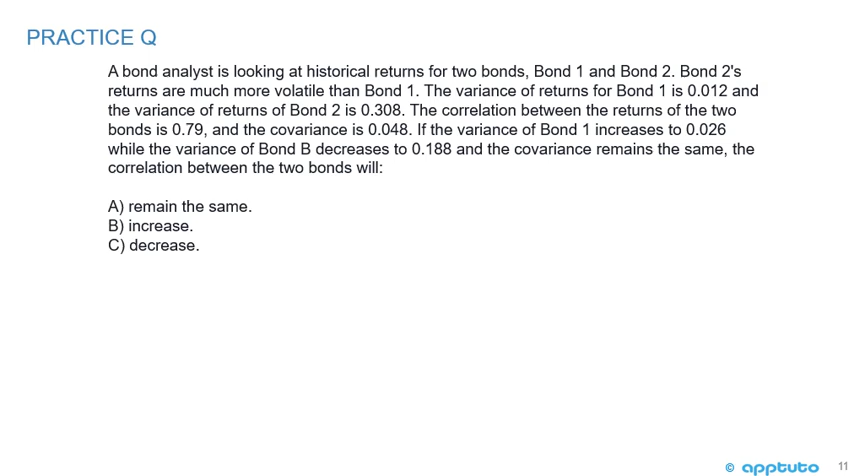 PRACTICE Q
A bond analyst is looking at historical returns for two bonds, Bond 1 and Bond 2. Bond 2's
returns are much more volatile than Bond 1. The variance of returns for Bond 1 is 0.012 and
the variance of returns of Bond 2 is 0.308. The correlation between the returns of the two
bonds is 0.79, and the covariance is 0.048. If the variance of Bond 1 increases to 0.026
while the variance of Bond B decreases to 0.188 and the covariance remains the same, the
correlation between the two bonds will:
A) remain the same.
B) increase.
C) decrease.
© apptuto 11